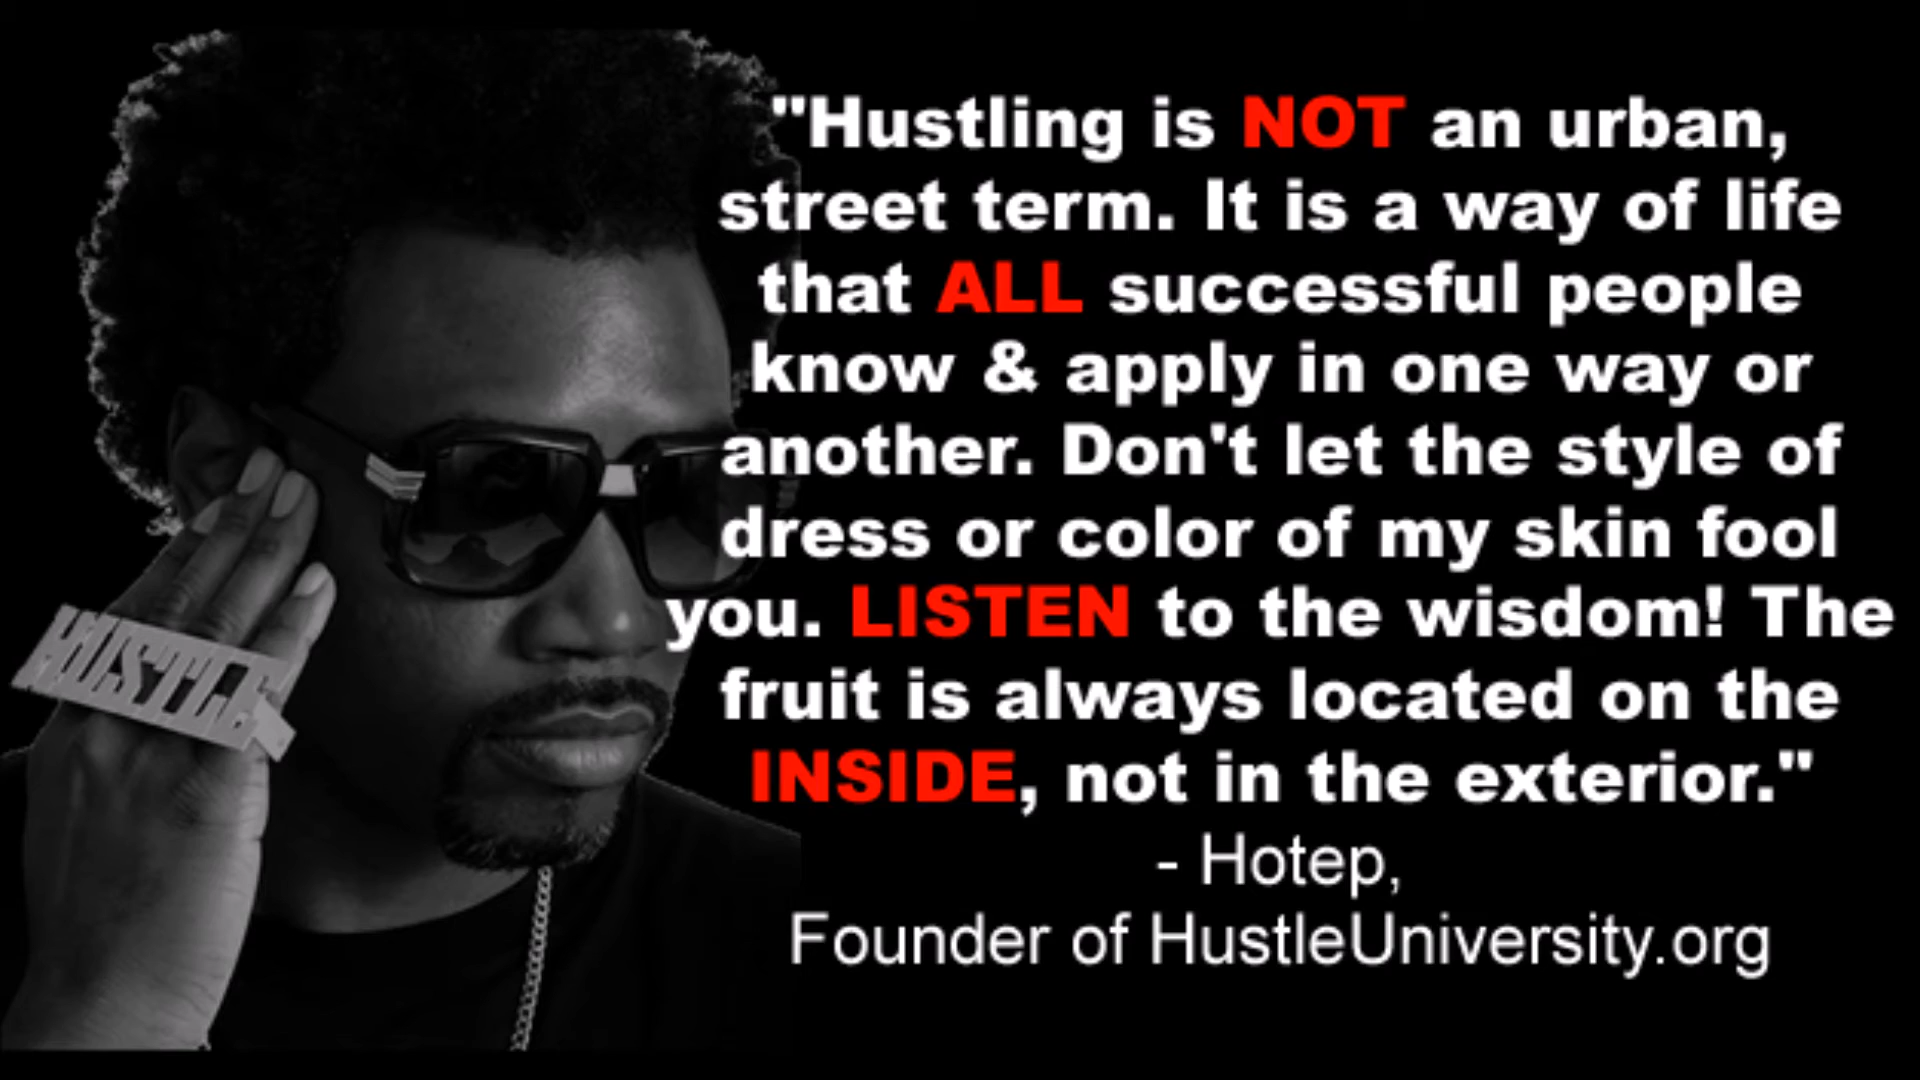 "Hustling is NOT an urban,
street term. It is a way of life
that ALL successful people
know & apply in one way or
another. Don't let the style of
dress or color of my skin fool
you. LISTEN to the wisdom! The
fruit is always located on the
INSIDE, not in the exterior."
- Hotep,
Founder of HustleUniversity.org
HUSTLE